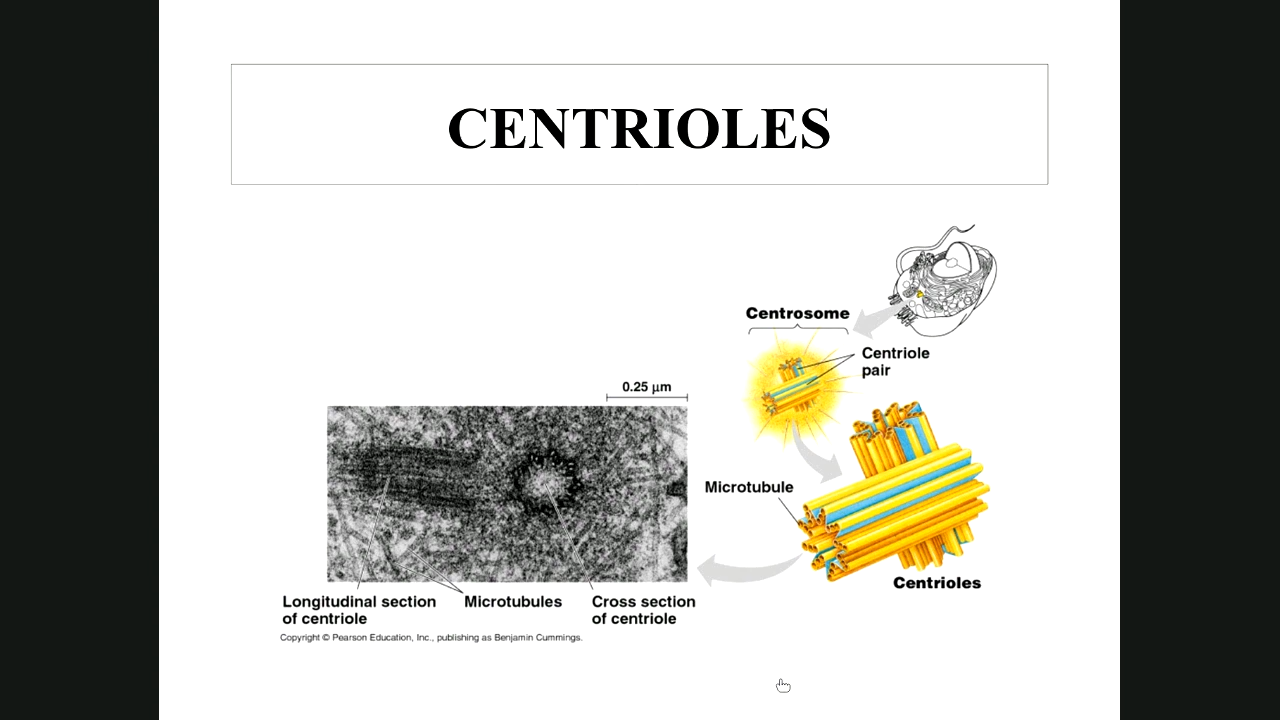 CENTRIOLES
Centrosome
Centriole
pair
0.25 µm
Microtubule
Centrioles
Longitudinal section
of centriole
Microtubules
Cross section
of centriole
Copyright © Pearson Education, Inc., publishing as Benjamin Cummings.